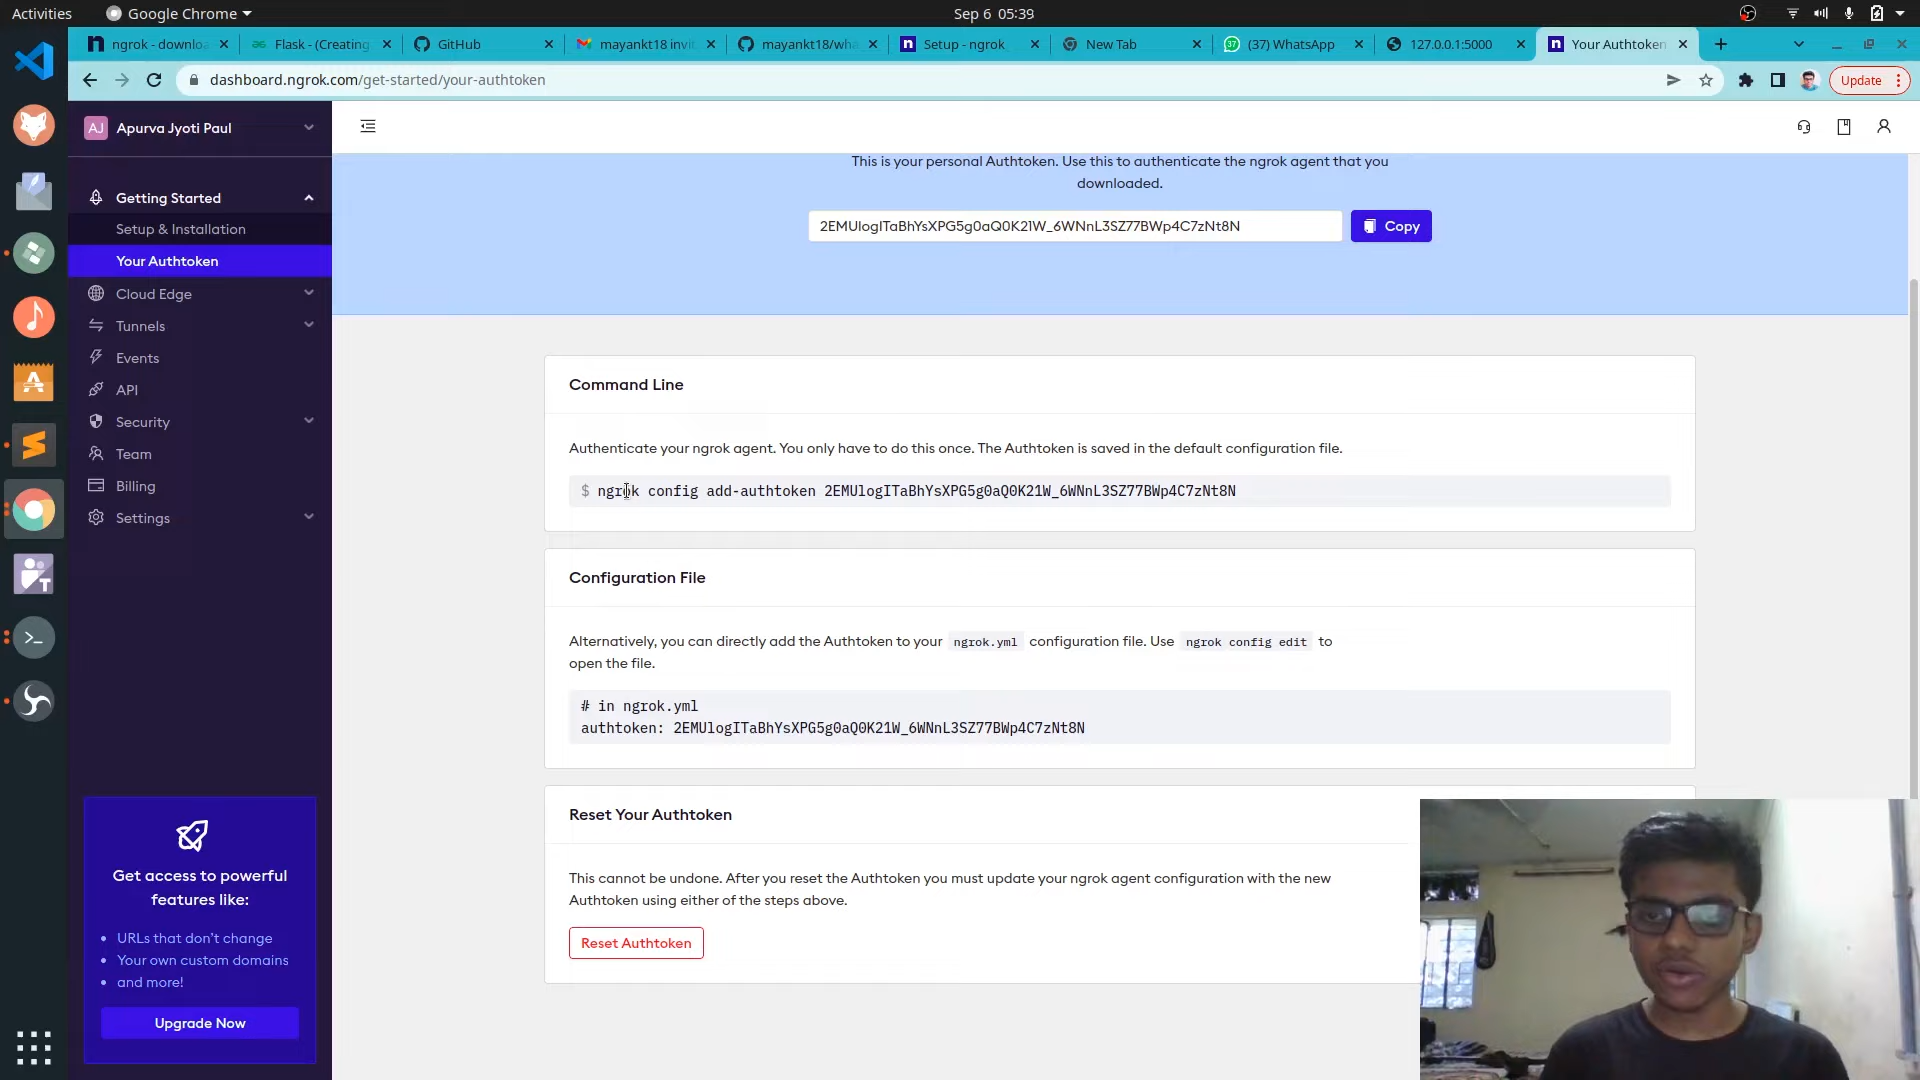 Activities
Google Chrome
Sep 6 05:39
ngrok - downloa
Flask - (Creating
GitHub
mayankt18 invi
mayankt18/wha
Setup - ngrok
New Tab
(37) WhatsApp
127.0.0.1:5000
Your Authtoken
dashboard.ngrok.com/get-started/your-authtoken
Update
AJ Apurva Jyoti Paul
Getting Started
Setup & Installation
Your Authtoken
Cloud Edge
Tunnels
Events
API
Security
Team
Billing
Settings
Get access to powerful
features like:
• URLs that don't change
• Your own custom domains
• and more!
Upgrade Now
This is your personal Authtoken. Use this to authenticate the ngrok agent that you
downloaded.
2EMUlogITaBhYsXPG5g0aQ0K21W_6WNnL3SZ77BWp4C7zNt8N
Copy
Command Line
Authenticate your ngrok agent. You only have to do this once. The Authtoken is saved in the default configuration file.
$ ngrok config add-authtoken 2EMUlogITaBhYsXPG5g0aQ0K21W_6WNnL3SZ77BWp4C7zNt8N
Configuration File
Alternatively, you can directly add the Authtoken to your ngrok.yml configuration file. Use ngrok config edit to
open the file.
# in ngrok.yml
authtoken: 2EMUlogITaBhYsXPG5g0aQ0K21W_6WNnL3SZ77BWp4C7zNt8N
Reset Your Authtoken
This cannot be undone. After you reset the Authtoken you must update your ngrok agent configuration with the new
Authtoken using either of the steps above.
Reset Authtoken